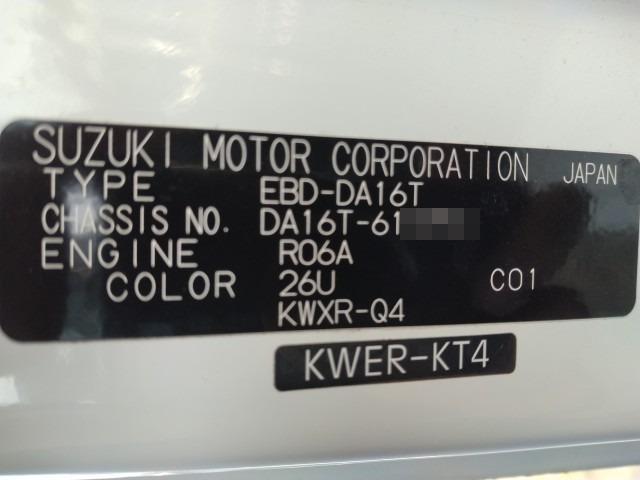 SUZUKI MOTOR CORPORATION JAPAN
TYPE EBD-DA16T
CHASSIS NO. DA16T-61
ENGINE R06A
COLOR 26U C01
KWXR-Q4
KWER-KT4